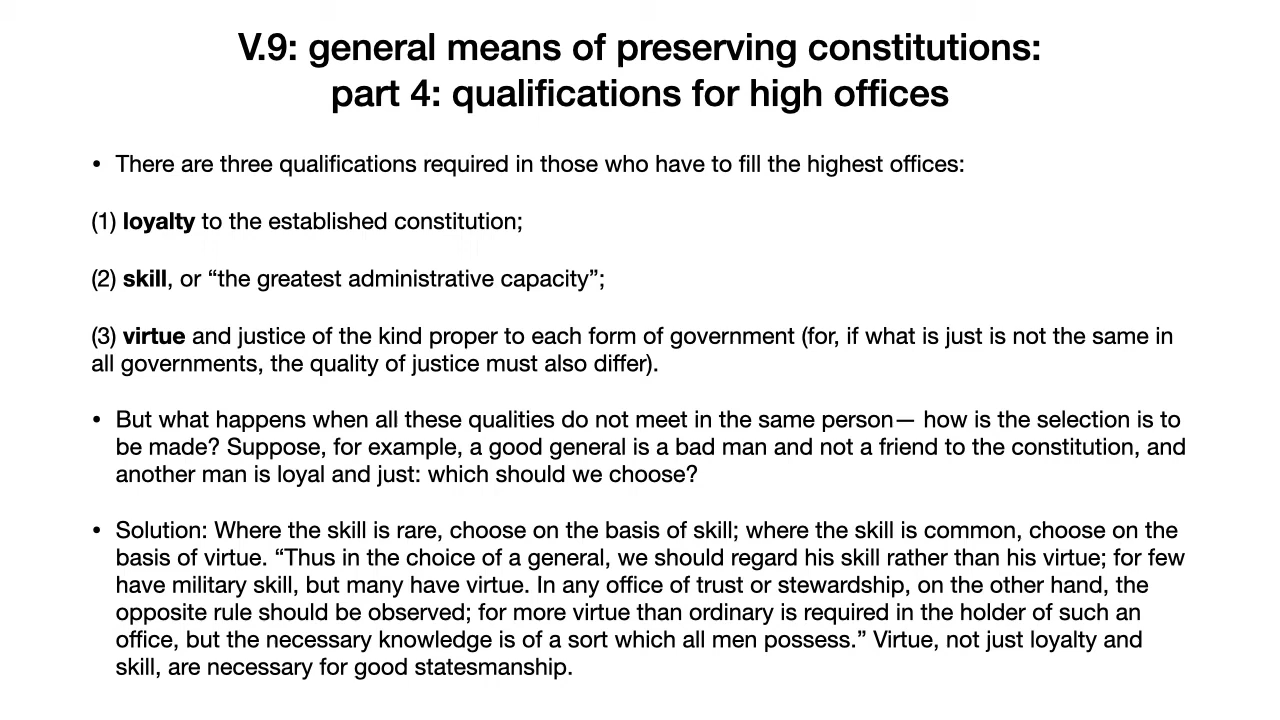 V.9: general means of preserving constitutions:
part 4: qualifications for high offices
• There are three qualifications required in those who have to fill the highest offices:
(1) loyalty to the established constitution;
(2) skill, or “the greatest administrative capacity”;
(3) virtue and justice of the kind proper to each form of government (for, if what is just is not the same in
all governments, the quality of justice must also differ).
• But what happens when all these qualities do not meet in the same person— how is the selection is to
be made? Suppose, for example, a good general is a bad man and not a friend to the constitution, and
another man is loyal and just: which should we choose?
• Solution: Where the skill is rare, choose on the basis of skill; where the skill is common, choose on the
basis of virtue. “Thus in the choice of a general, we should regard his skill rather than his virtue; for few
have military skill, but many have virtue. In any office of trust or stewardship, on the other hand, the
opposite rule should be observed; for more virtue than ordinary is required in the holder of such an
office, but the necessary knowledge is of a sort which all men possess.” Virtue, not just loyalty and
skill, are necessary for good statesmanship.